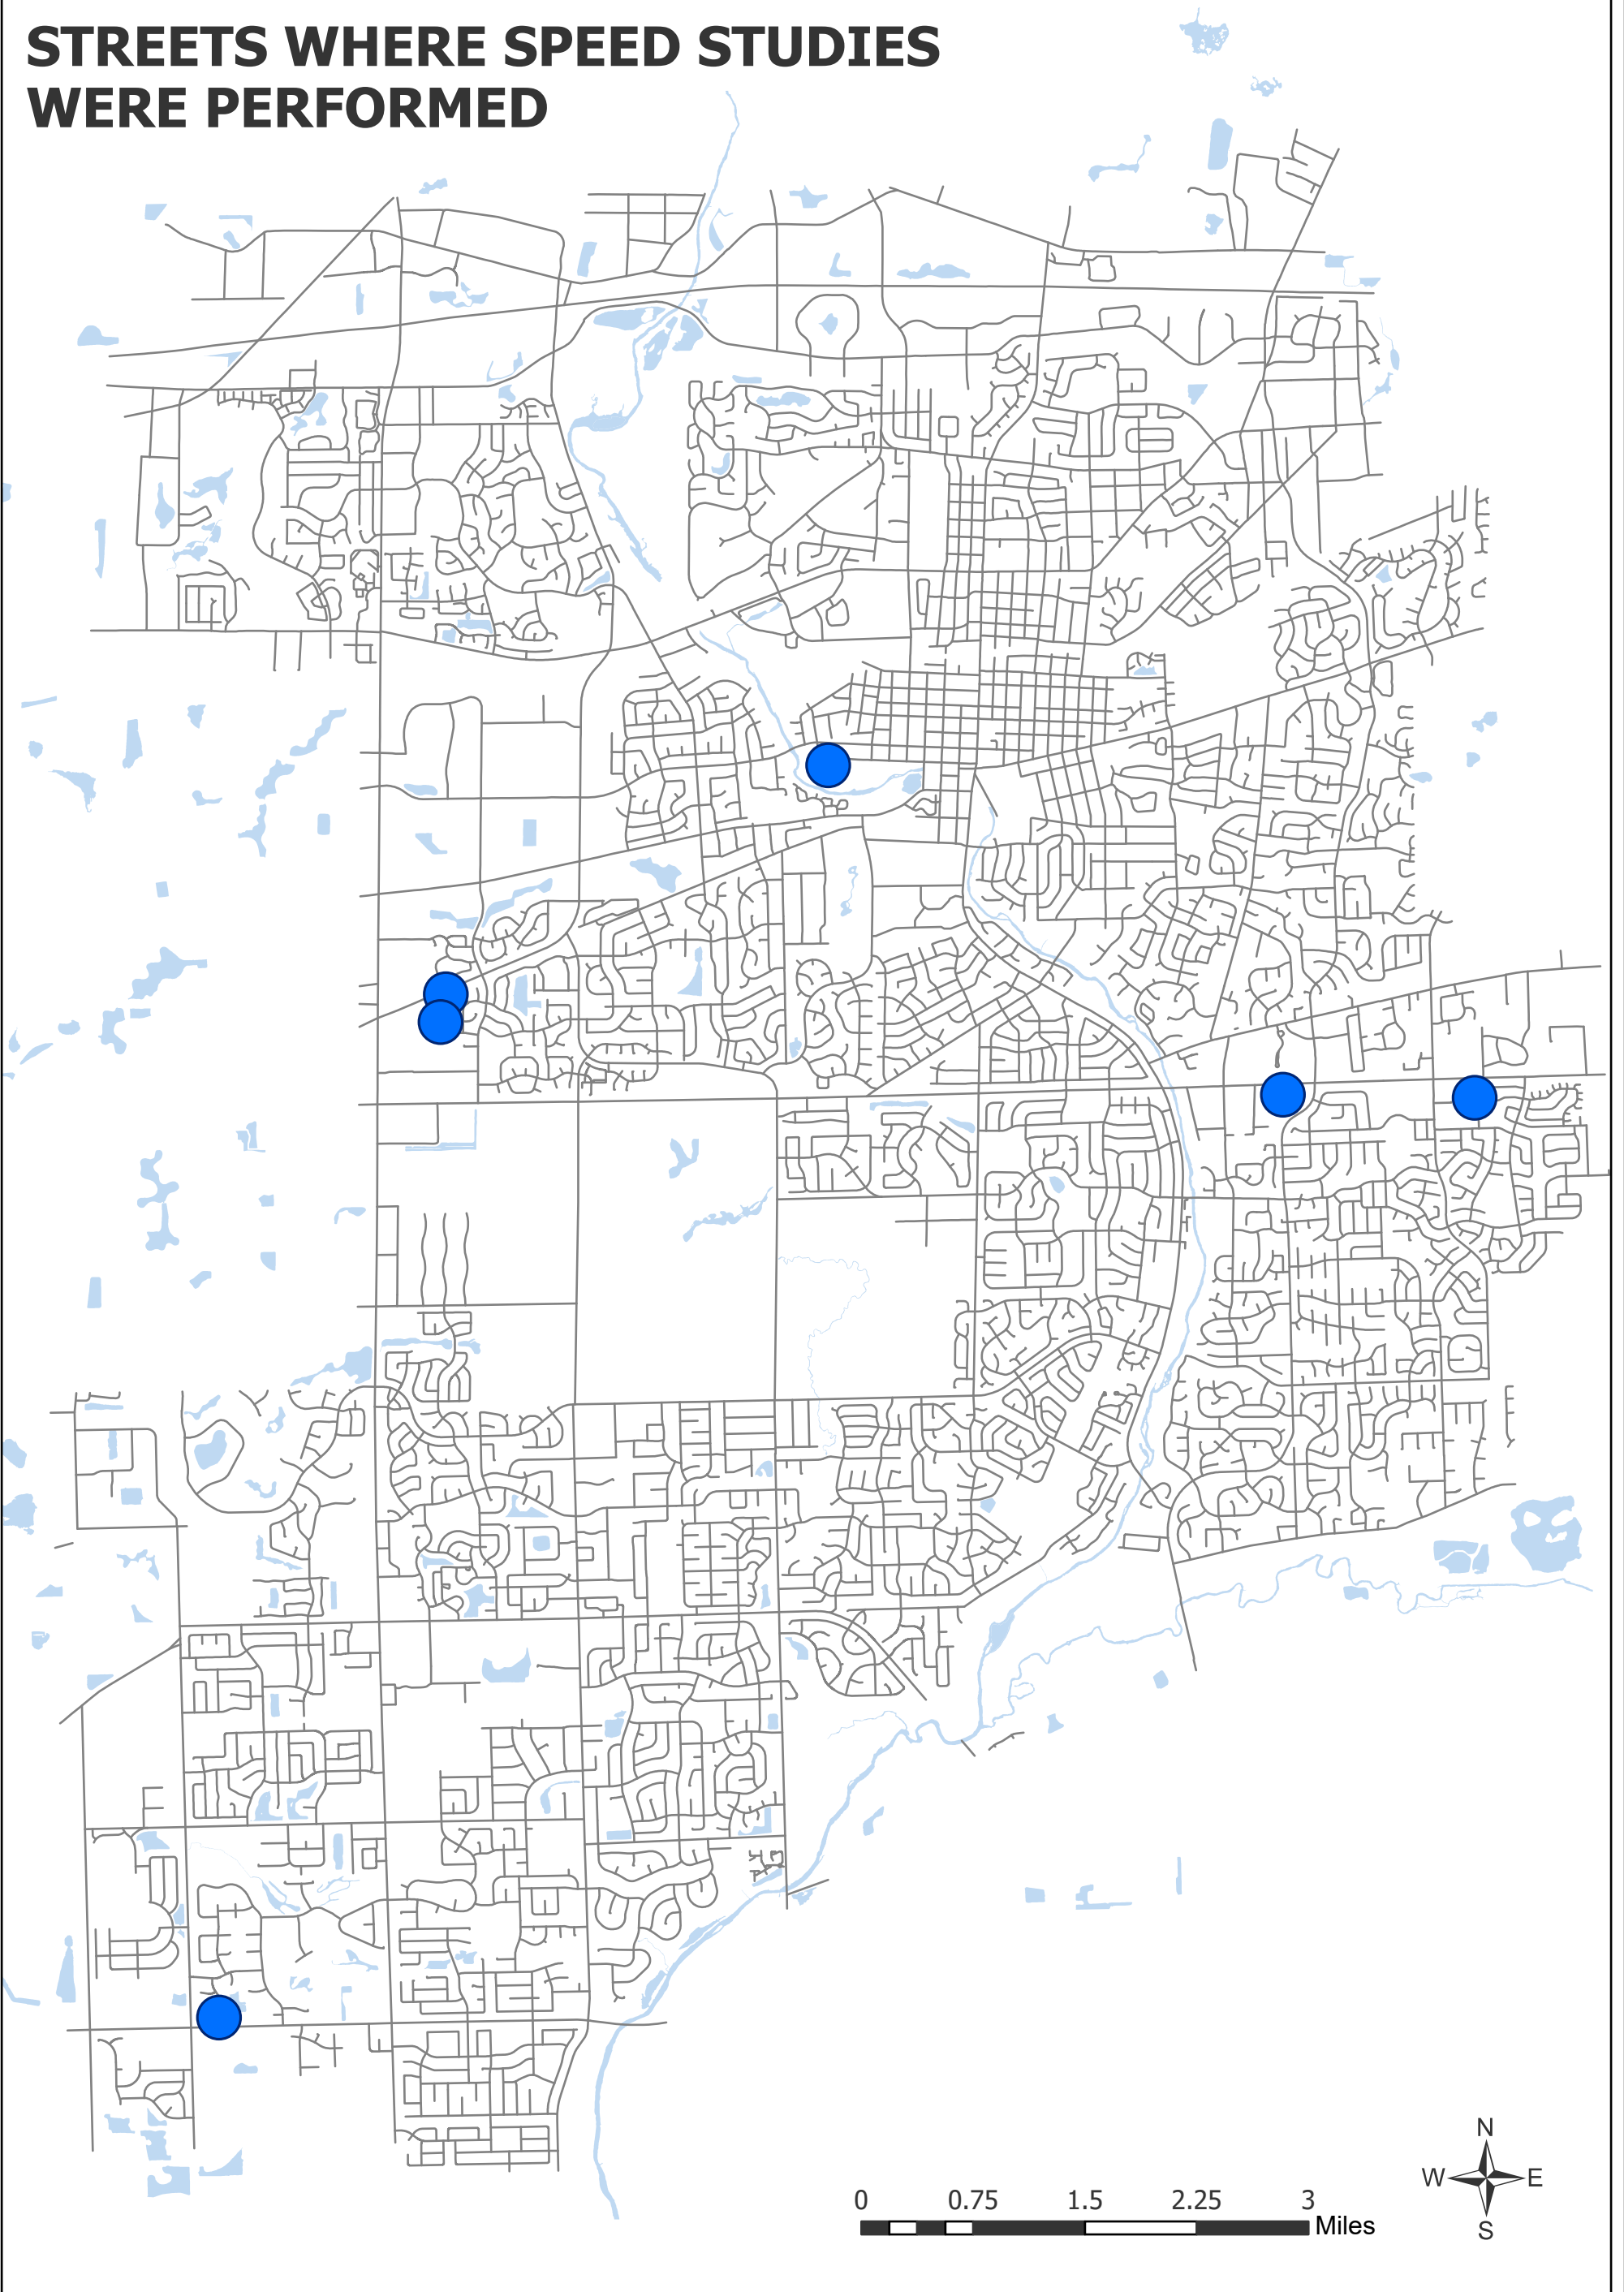 STREETS WHERE SPEED STUDIES
WERE PERFORMED
N
W E
S
0 0.75 1.5 2.25 3
Miles